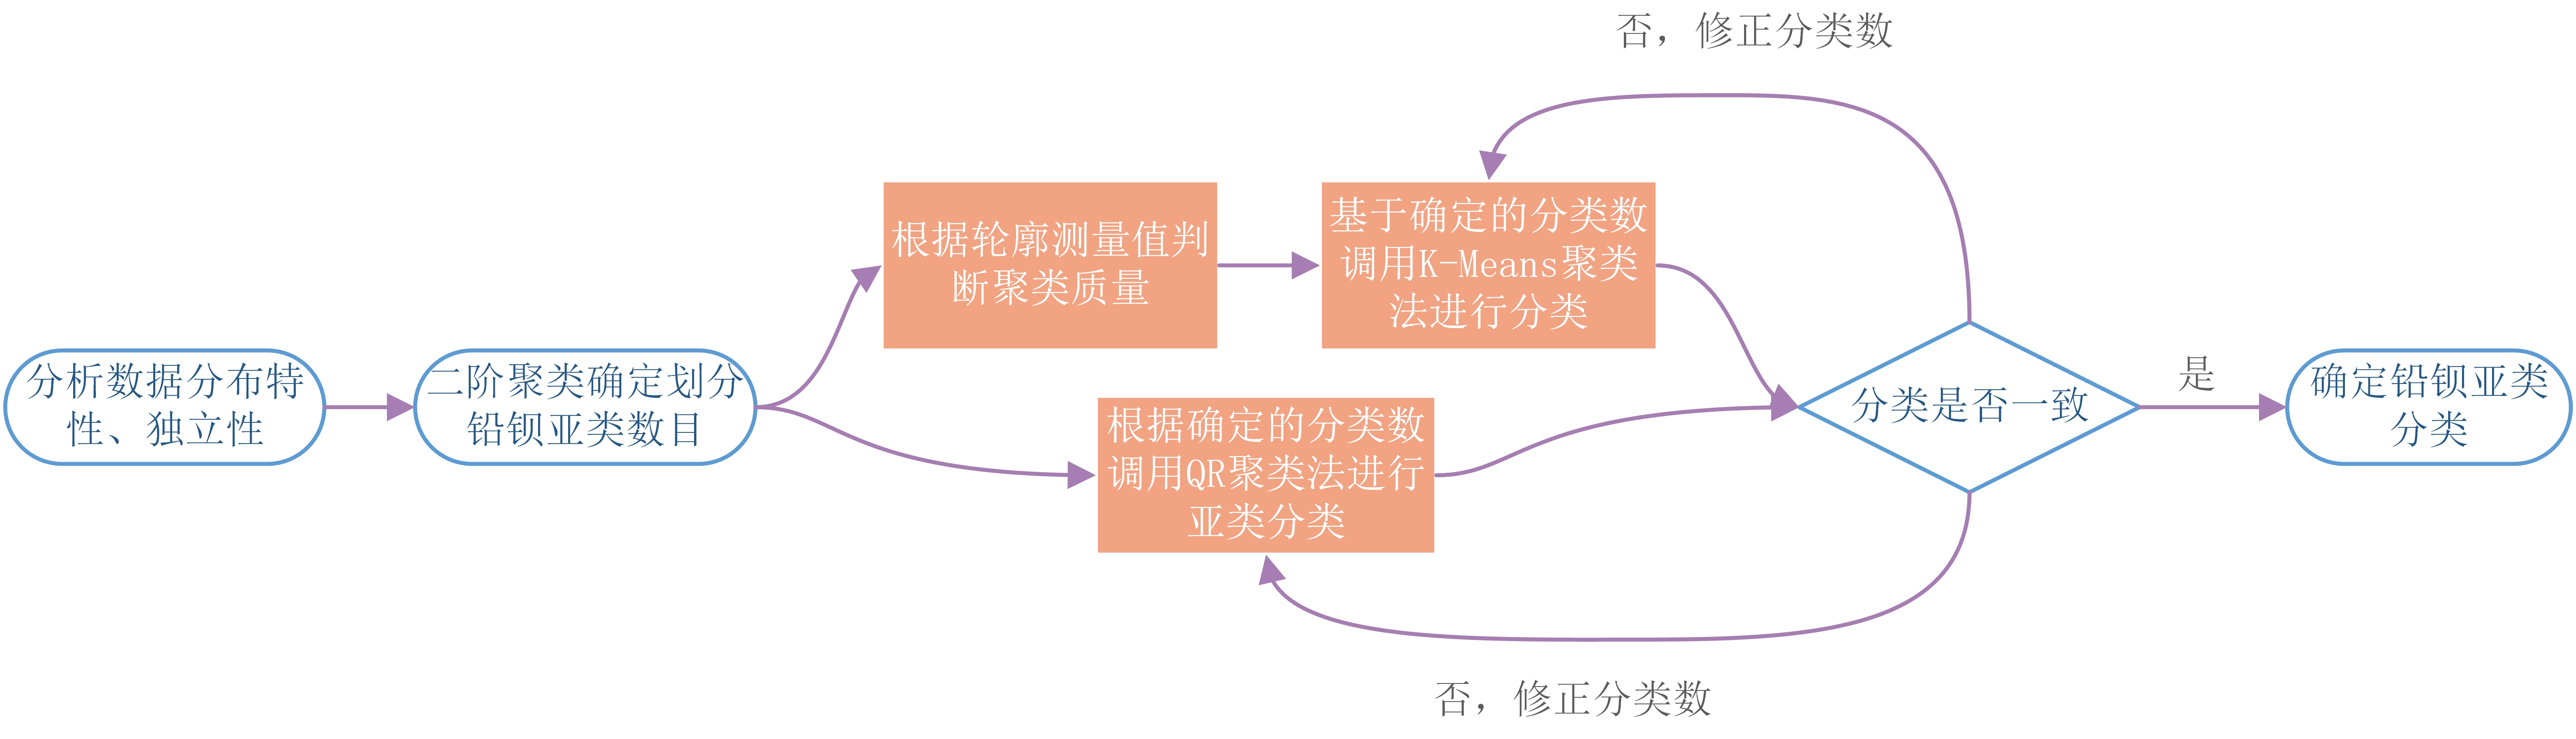 否，修正分类数
根据轮廓测量值判
断聚类质量
基于确定的分类数
调用K-Means聚类
法进行分类
分析数据分布特
性、独立性
二阶聚类确定划分
铅钡亚类数目
根据确定的分类数
调用QR聚类法进行
亚类分类
分类是否一致
是
确定铅钡亚类
分类
否，修正分类数